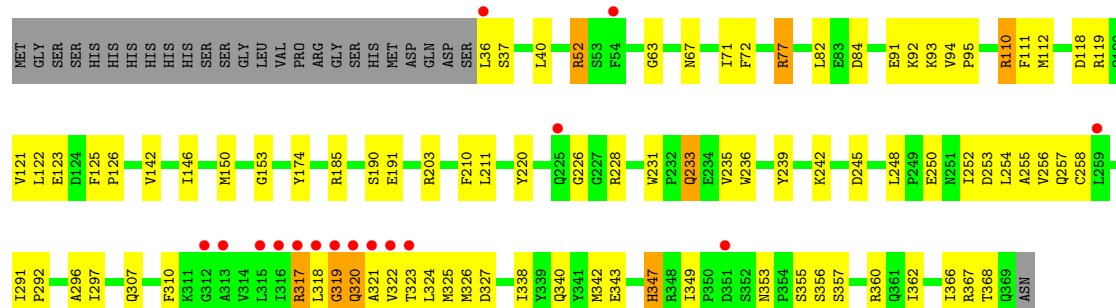 MET GLY SER SER HIS HIS HIS HIS HIS HIS SER SER GLY LEU VAL PRO ARG GLY SER HIS MET ASP GLN ASP SER L36 S37 L40 R52 S53 F54 G63 N67 I71 F72 R77 L82 E83 D84 E91 K92 K93 V94 P95 R110 F111 M112 D118 R119
V121 L122 E123 D124 F125 P126 V142 I146 M150 G153 Y174 R185 S190 E191 R203 F210 L211 Y220 Q225 G226 G227 R228 W231 P232 Q233 E234 V235 W236 Y239 K242 D245 L248 P249 E250 N251 I252 D253 L254 A255 V256 Q257 C258 L259
I291 P292 A296 I297 Q307 F310 K311 G312 A313 V314 L315 I316 R317 L318 G319 Q320 A321 V322 T323 L324 M325 M326 D327 I338 Y339 Q340 Y341 M342 E343 H347 R348 I349 P350 D351 S352 N353 P354 S355 S356 S357 R360 Q361 I362 I366 R367 T368 Q369 ASN